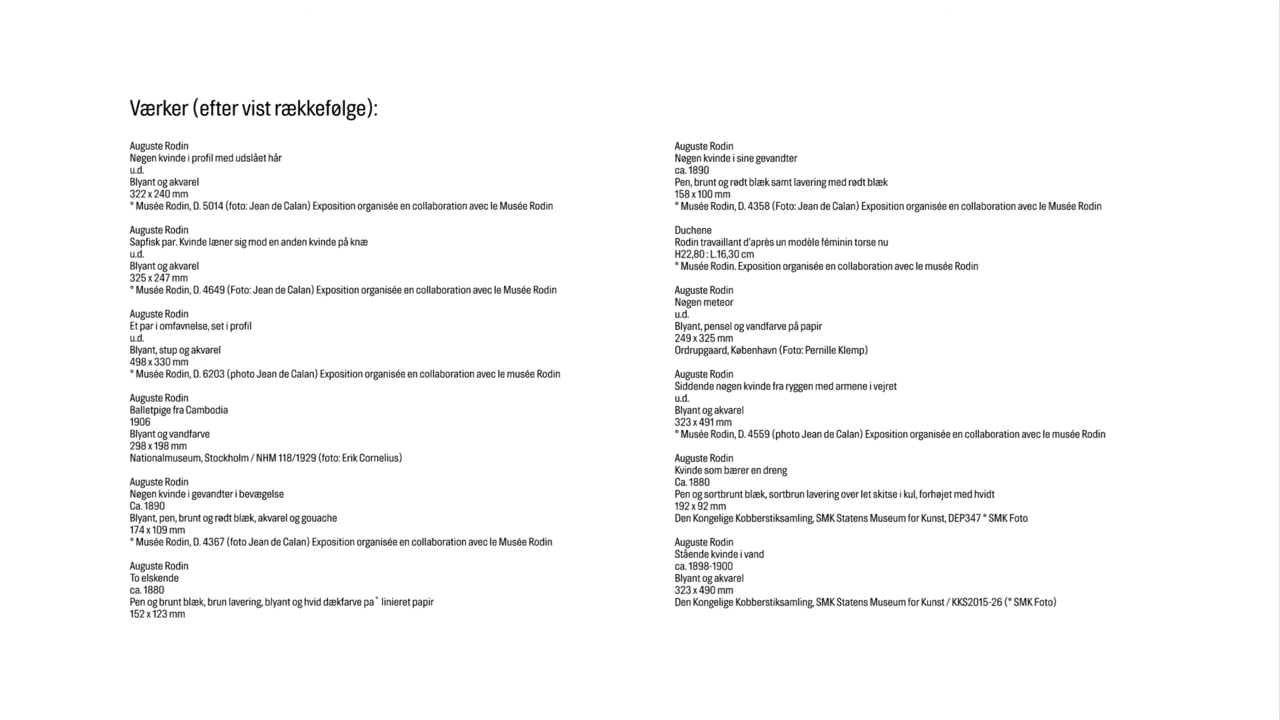 Værker (efter vist rækkefølge):
Auguste Rodin
Nøgen kvinde i profil med udslået hår
u.d.
Blyant og akvarel
322 x 240 mm
° Musée Rodin, D. 5014 (foto: Jean de Calan) Exposition organisée en collaboration avec le Musée Rodin
Auguste Rodin
Sapfisk par. Kvinde læner sig mod en anden kvinde på knæ
u.d.
Blyant og akvarel
325 x 247 mm
° Musée Rodin, D. 4649 (Foto: Jean de Calan) Exposition organisée en collaboration avec le Musée Rodin
Auguste Rodin
Et par i omfavnelse, set i profil
u.d.
Blyant, stup og akvarel
498 x 330 mm
° Musée Rodin, D. 6203 (photo Jean de Calan) Exposition organisée en collaboration avec le musée Rodin
Auguste Rodin
Balletpige fra Cambodia
1906
Blyant og vandfarve
298 x 198 mm
Nationalmuseum, Stockholm / NHM 118/1929 (foto: Erik Cornelius)
Auguste Rodin
Nøgen kvinde i gevandter i bevægelse
Ca. 1890
Blyant, pen, brunt og rødt blæk, akvarel og gouache
174 x 109 mm
° Musée Rodin, D. 4367 (foto Jean de Calan) Exposition organisée en collaboration avec le Musée Rodin
Auguste Rodin
To elskende
ca. 1880
Pen og brunt blæk, brun lavering, blyant og hvid dækfarve pa˚ linieret papir
152 x 123 mm
Auguste Rodin
Nøgen kvinde i sine gevandter
ca. 1890
Pen, brunt og rødt blæk samt lavering med rødt blæk
158 x 100 mm
° Musée Rodin, D. 4358 (Foto: Jean de Calan) Exposition organisée en collaboration avec le Musée Rodin
Duchene
Rodin travaillant d'après un modèle féminin torse nu
H22,80 : L.16,30 cm
° Musée Rodin. Exposition organisée en collaboration avec le musée Rodin
Auguste Rodin
Nøgen meteor
u.d.
Blyant, pensel og vandfarve på papir
249 x 325 mm
Ordrupgaard, København (Foto: Pernille Klemp)
Auguste Rodin
Siddende nøgen kvinde fra ryggen med armene i vejret
u.d.
Blyant og akvarel
323 x 491 mm
° Musée Rodin, D. 4559 (photo Jean de Calan) Exposition organisée en collaboration avec le musée Rodin
Auguste Rodin
Kvinde som bærer en dreng
Ca. 1880
Pen og sortbrunt blæk, sortbrun lavering over let skitse i kul, forhøjet med hvidt
192 x 92 mm
Den Kongelige Kobberstiksamling, SMK Statens Museum for Kunst, DEP347 ° SMK Foto
Auguste Rodin
Stående kvinde i vand
ca. 1898-1900
Blyant og akvarel
323 x 490 mm
Den Kongelige Kobberstiksamling, SMK Statens Museum for Kunst / KKS2015-26 (° SMK Foto)